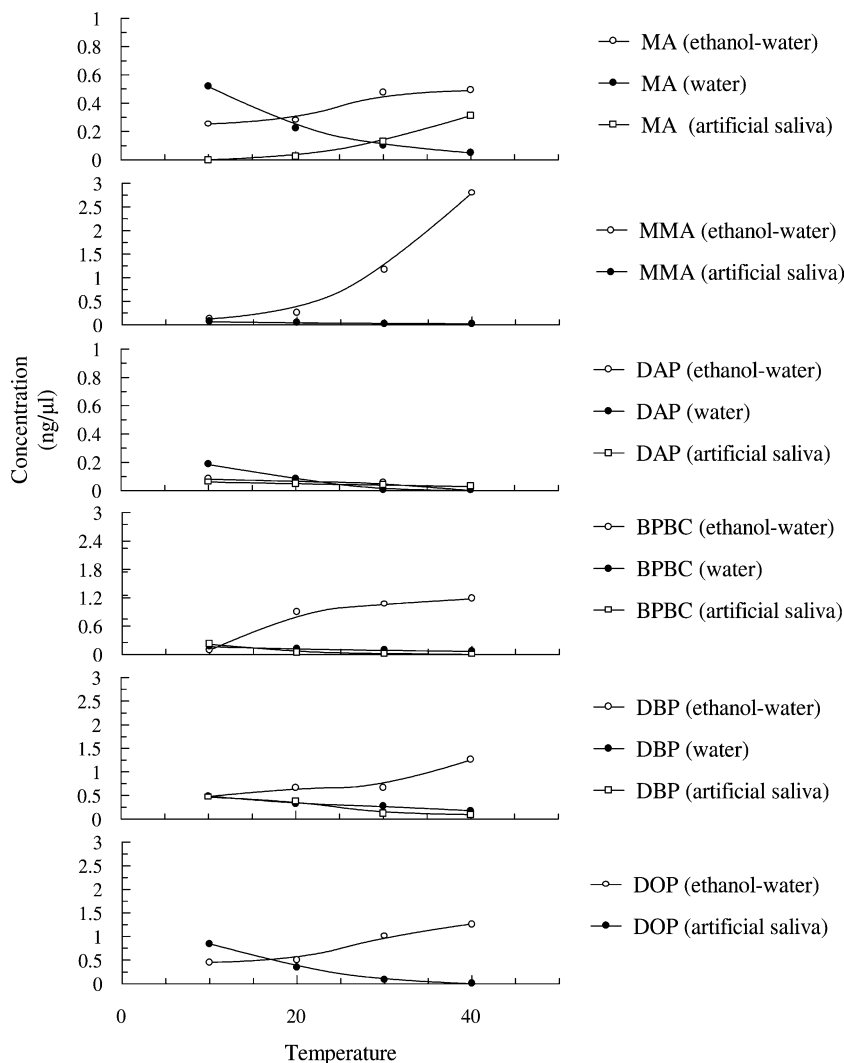 1
0.8
0.6
0.4
0.2
0
MA (ethanol-water)
MA (water)
MA (artificial saliva)
3
2.5
2
1.5
1
0.5
0
MMA (ethanol-water)
MMA (artificial saliva)
1
0.8
0.6
0.4
0.2
0
DAP (ethanol-water)
DAP (water)
DAP (artificial saliva)
Concentration
(ng/µl)
3
2.4
1.8
1.2
0.6
0
BPBC (ethanol-water)
BPBC (water)
BPBC (artificial saliva)
3
2.5
2
1.5
1
0.5
0
DBP (ethanol-water)
DBP (water)
DBP (artificial saliva)
3
2.5
2
1.5
1
0.5
0
DOP (ethanol-water)
DOP (artificial saliva)
0 20 40
Temperature